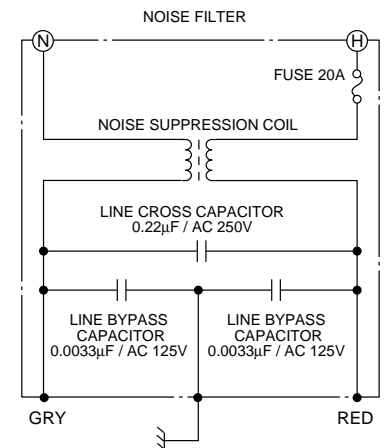 NOISE FILTER
N
H
FUSE 20A
NOISE SUPPRESSION COIL
LINE CROSS CAPACITOR
0.22μF / AC 250V
LINE BYPASS
CAPACITOR
0.0033μF / AC 125V
LINE BYPASS
CAPACITOR
0.0033μF / AC 125V
GRY
RED